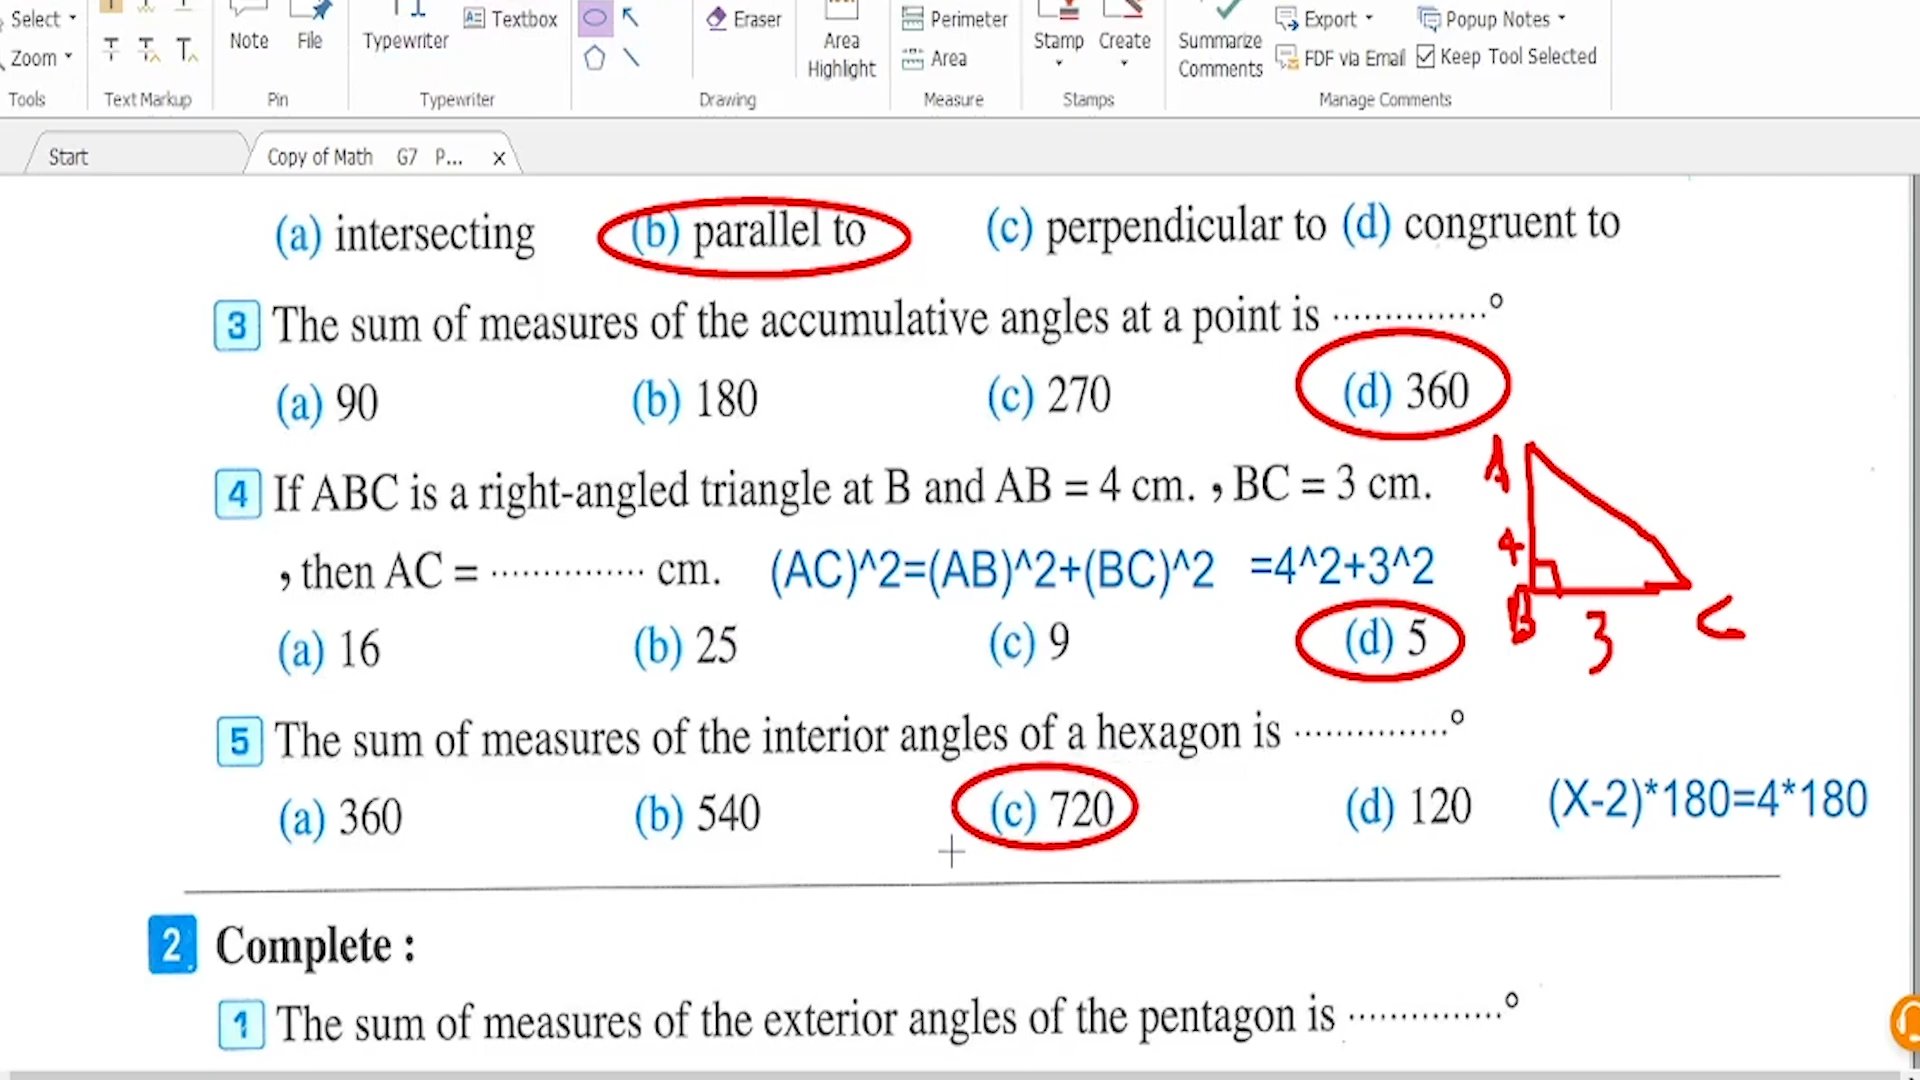 Select
Zoom
Tools
Text Markup
Note
File
Pin
Typewriter
Textbox
Typewriter
Eraser
Drawing
Area
Highlight
Perimeter
Area
Measure
Stamp
Create
Stamps
Summarize
Comments
Export
FDF via Email
Popup Notes
Keep Tool Selected
Manage Comments
Start
Copy of Math G7 P... x
(a) intersecting (b) parallel to (c) perpendicular to (d) congruent to
3 The sum of measures of the accumulative angles at a point is ...............°
(a) 90 (b) 180 (c) 270 (d) 360
4 If ABC is a right-angled triangle at B and AB = 4 cm. , BC = 3 cm.
, then AC = ............... cm. (AC)^2=(AB)^2+(BC)^2 =4^2+3^2
(a) 16 (b) 25 (c) 9 (d) 5
A
4
B
3
C
5 The sum of measures of the interior angles of a hexagon is ...............°
(a) 360 (b) 540 (c) 720 (d) 120 (X-2)*180=4*180
2 Complete :
1 The sum of measures of the exterior angles of the pentagon is ...............°